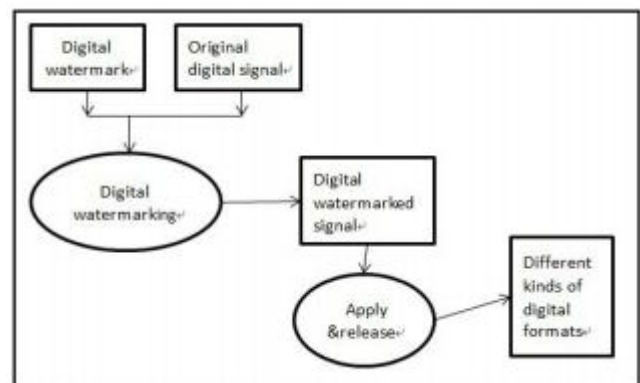 Digital
watermark
Original
digital signal
Digital
watermarking
Digital
watermarked
signal
Apply
&release
Different
kinds of
digital
formats